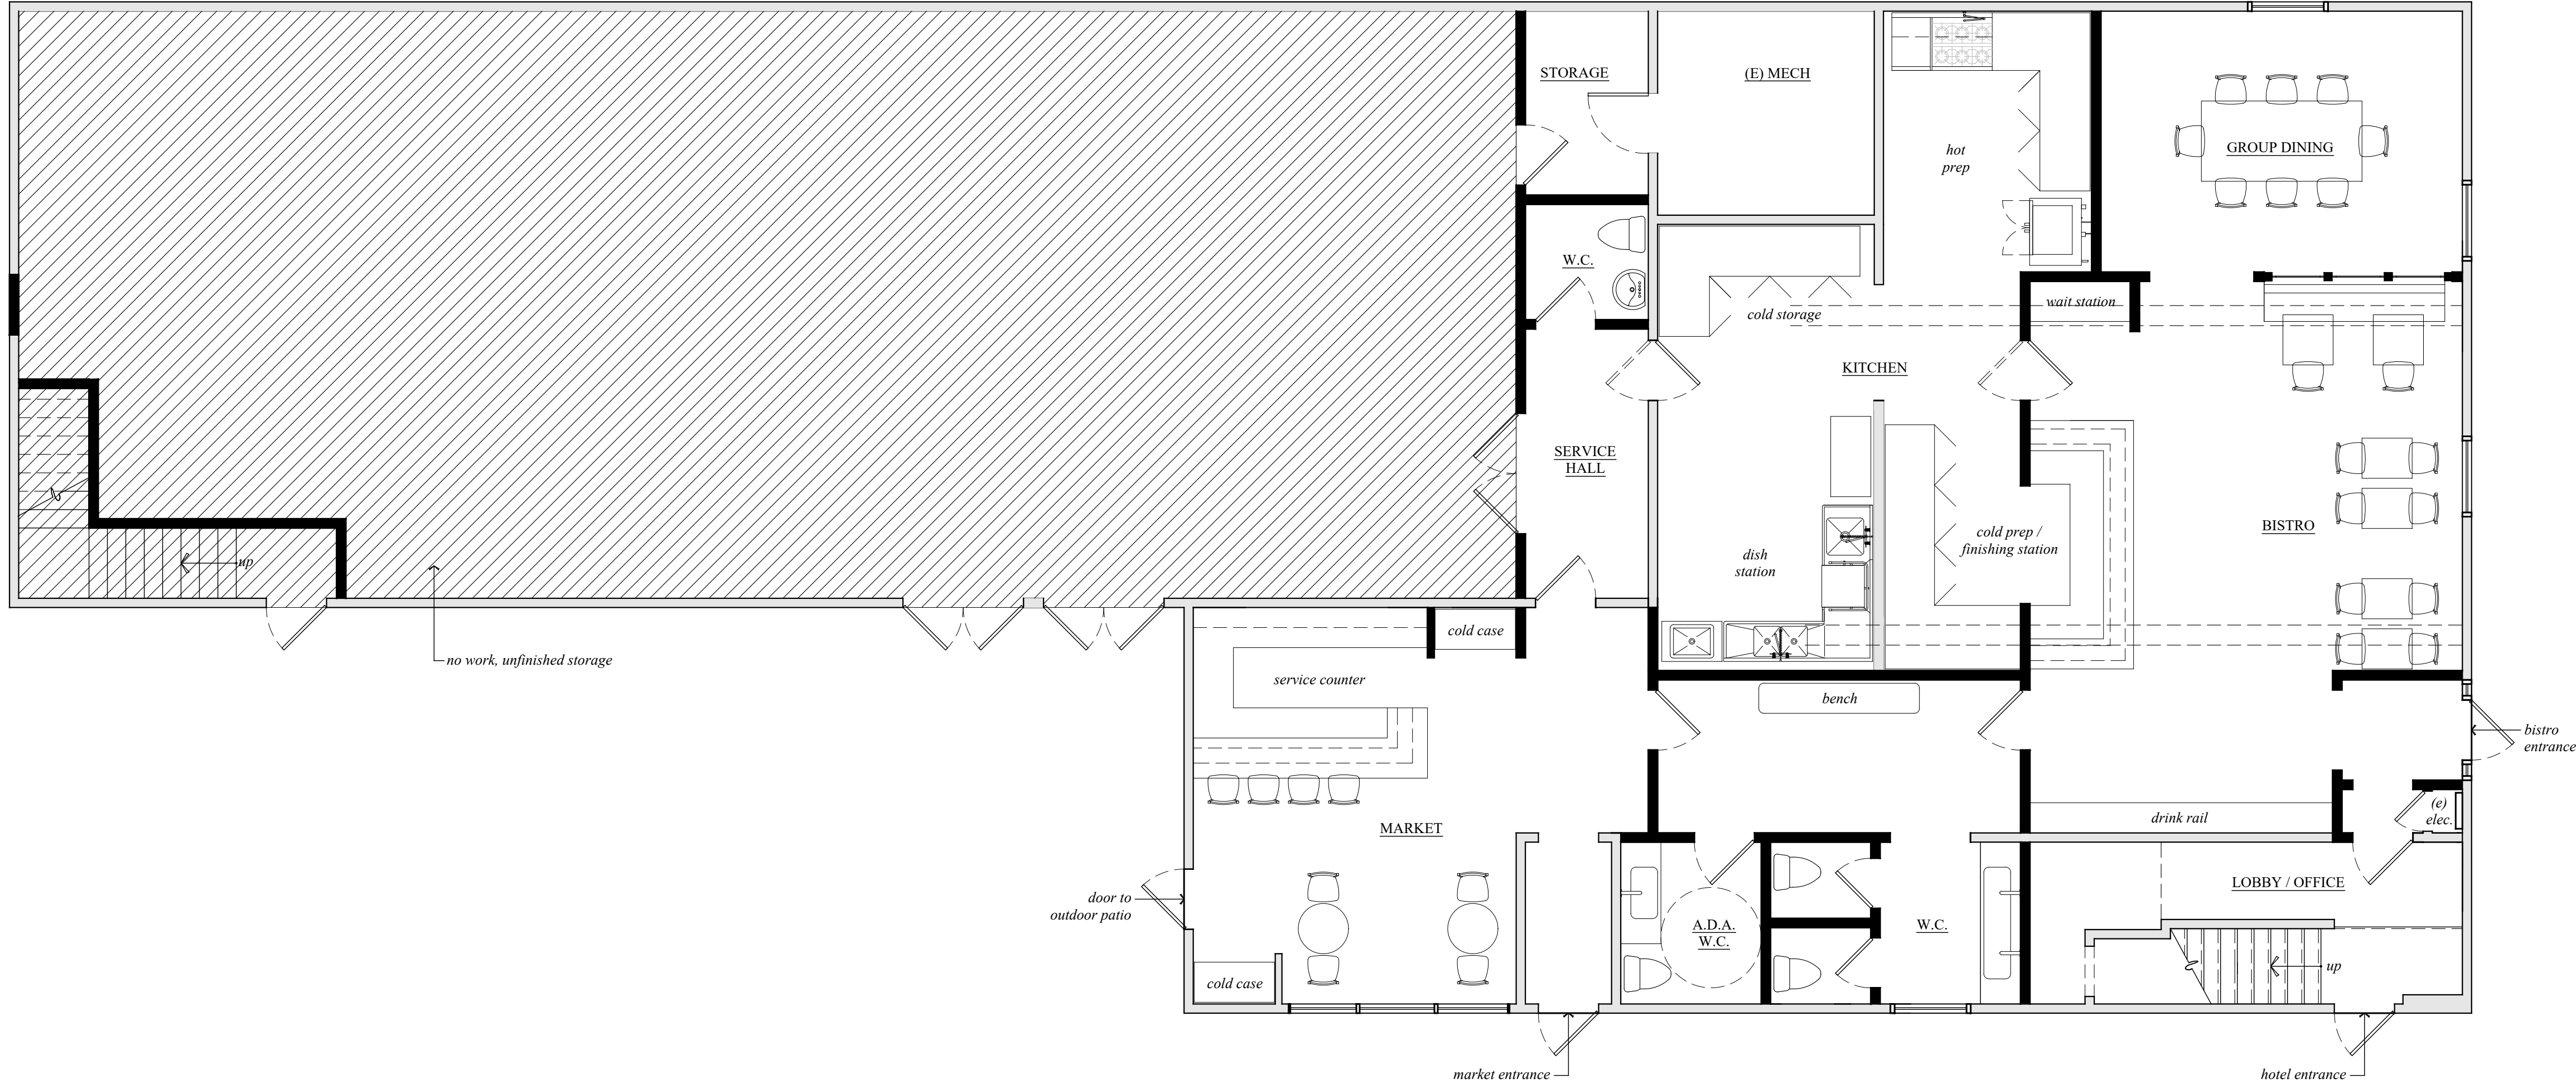 STORAGE
(E) MECH
hot
prep
GROUP DINING
W.C.
cold storage
wait station
KITCHEN
SERVICE
HALL
BISTRO
cold prep /
finishing station
dish
station
up
no work, unfinished storage
cold case
service counter
bench
bistro
entrance
(e)
elec.
drink rail
MARKET
LOBBY / OFFICE
door to
outdoor patio
A.D.A.
W.C.
W.C.
up
cold case
market entrance
hotel entrance